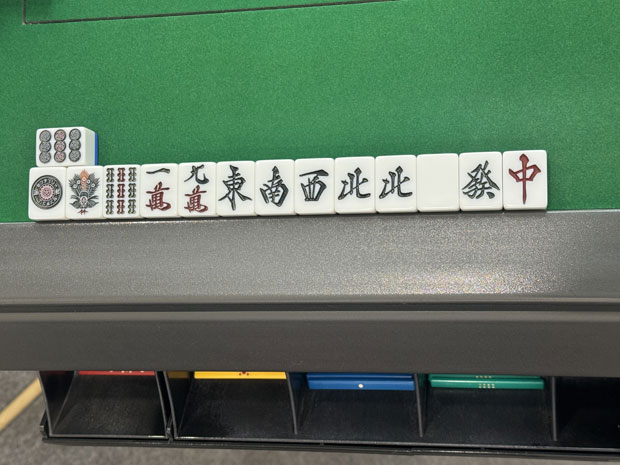 一萬 九萬 東 南 西 北 北 發 中